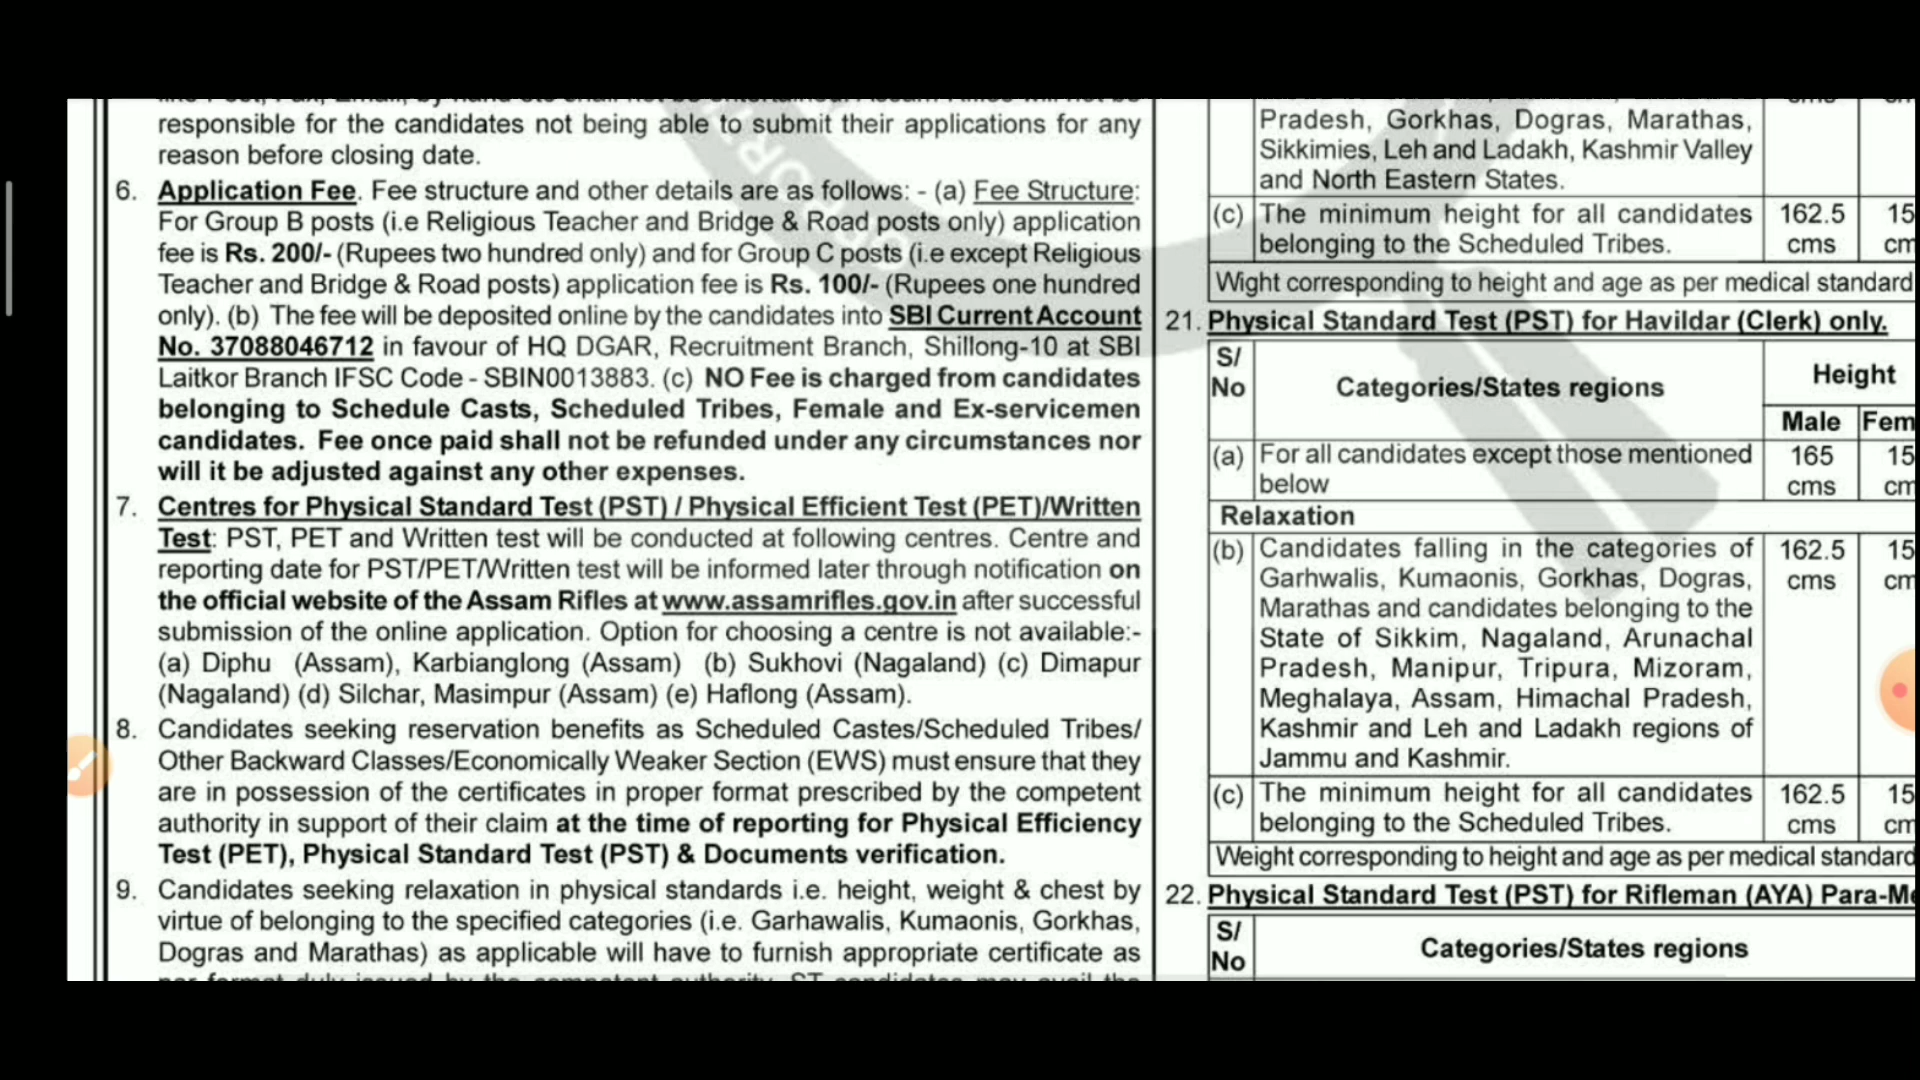 responsible for the candidates not being able to submit their applications for any
reason before closing date.
6. Application Fee. Fee structure and other details are as follows: - (a) Fee Structure:
For Group B posts (i.e Religious Teacher and Bridge & Road posts only) application
fee is Rs. 200/- (Rupees two hundred only) and for Group C posts (i.e except Religious
Teacher and Bridge & Road posts) application fee is Rs. 100/- (Rupees one hundred
only). (b) The fee will be deposited online by the candidates into SBI Current Account
No. 37088046712 in favour of HQ DGAR, Recruitment Branch, Shillong-10 at SBI
Laitkor Branch IFSC Code - SBIN0013883. (c) NO Fee is charged from candidates
belonging to Schedule Casts, Scheduled Tribes, Female and Ex-servicemen
candidates. Fee once paid shall not be refunded under any circumstances nor
will it be adjusted against any other expenses.
7. Centres for Physical Standard Test (PST) / Physical Efficient Test (PET)/Written
Test: PST, PET and Written test will be conducted at following centres. Centre and
reporting date for PST/PET/Written test will be informed later through notification on
the official website of the Assam Rifles at www.assamrifles.gov.in after successful
submission of the online application. Option for choosing a centre is not available:-
(a) Diphu (Assam), Karbianglong (Assam) (b) Sukhovi (Nagaland) (c) Dimapur
(Nagaland) (d) Silchar, Masimpur (Assam) (e) Haflong (Assam).
8. Candidates seeking reservation benefits as Scheduled Castes/Scheduled Tribes/
Other Backward Classes/Economically Weaker Section (EWS) must ensure that they
are in possession of the certificates in proper format prescribed by the competent
authority in support of their claim at the time of reporting for Physical Efficiency
Test (PET), Physical Standard Test (PST) & Documents verification.
9. Candidates seeking relaxation in physical standards i.e. height, weight & chest by
virtue of belonging to the specified categories (i.e. Garhawalis, Kumaonis, Gorkhas,
Dogras and Marathas) as applicable will have to furnish appropriate certificate as
Pradesh, Gorkhas, Dogras, Marathas,
Sikkimies, Leh and Ladakh, Kashmir Valley
and North Eastern States.
(c) The minimum height for all candidates 162.5 15
belonging to the Scheduled Tribes. cms cm
Wight corresponding to height and age as per medical standard
21. Physical Standard Test (PST) for Havildar (Clerk) only.
S/
No Categories/States regions Height
Male Fem
(a) For all candidates except those mentioned 165 15
below cms cm
Relaxation
(b) Candidates falling in the categories of 162.5 15
Garhwalis, Kumaonis, Gorkhas, Dogras, cms cm
Marathas and candidates belonging to the
State of Sikkim, Nagaland, Arunachal
Pradesh, Manipur, Tripura, Mizoram,
Meghalaya, Assam, Himachal Pradesh,
Kashmir and Leh and Ladakh regions of
Jammu and Kashmir.
(c) The minimum height for all candidates 162.5 15
belonging to the Scheduled Tribes. cms cm
Weight corresponding to height and age as per medical standard
22. Physical Standard Test (PST) for Rifleman (AYA) Para-Me
S/
No Categories/States regions